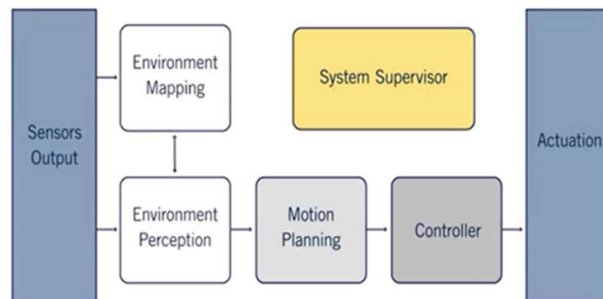 Sensors
Output
Environment
Mapping
Environment
Perception
System Supervisor
Motion
Planning
Controller
Actuation